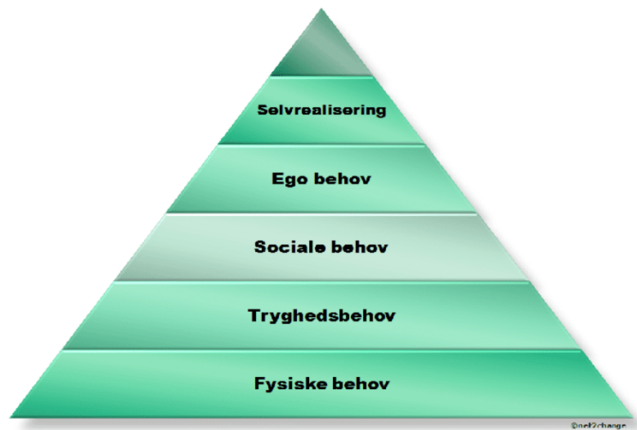 Selvrealisering
Ego behov
Sociale behov
Tryghedsbehov
Fysiske behov